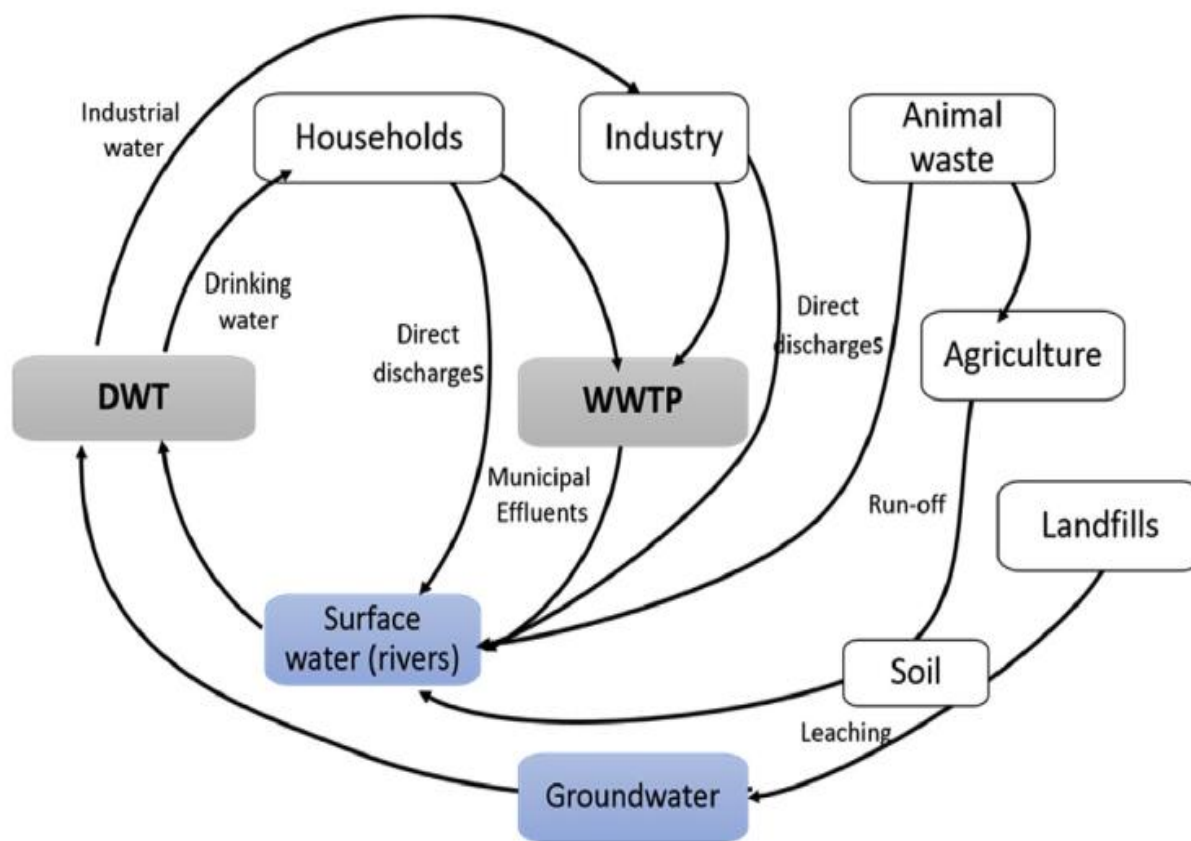 Industrial
water
Households
Industry
Animal
waste
Drinking
water
Direct
discharges
Direct
discharges
DWT
WWTP
Agriculture
Municipal
Effluents
Run-off
Landfills
Surface
water (rivers)
Soil
Leaching
Groundwater